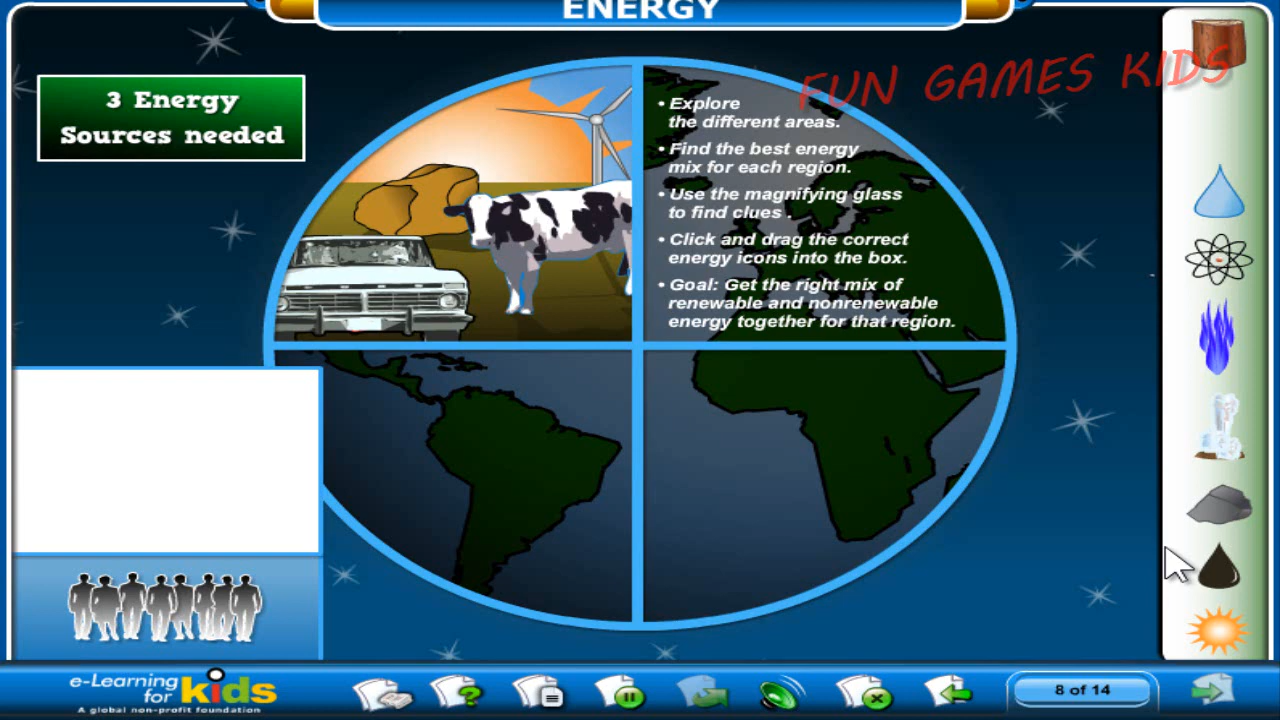 ENERGY
FUN GAMES KIDS
3 Energy
Sources needed
• Explore
the different areas.
• Find the best energy
mix for each region.
• Use the magnifying glass
to find clues .
• Click and drag the correct
energy icons into the box.
• Goal: Get the right mix of
renewable and nonrenewable
energy together for that region.
e-Learning
for kids
A global non-profit foundation
8 of 14